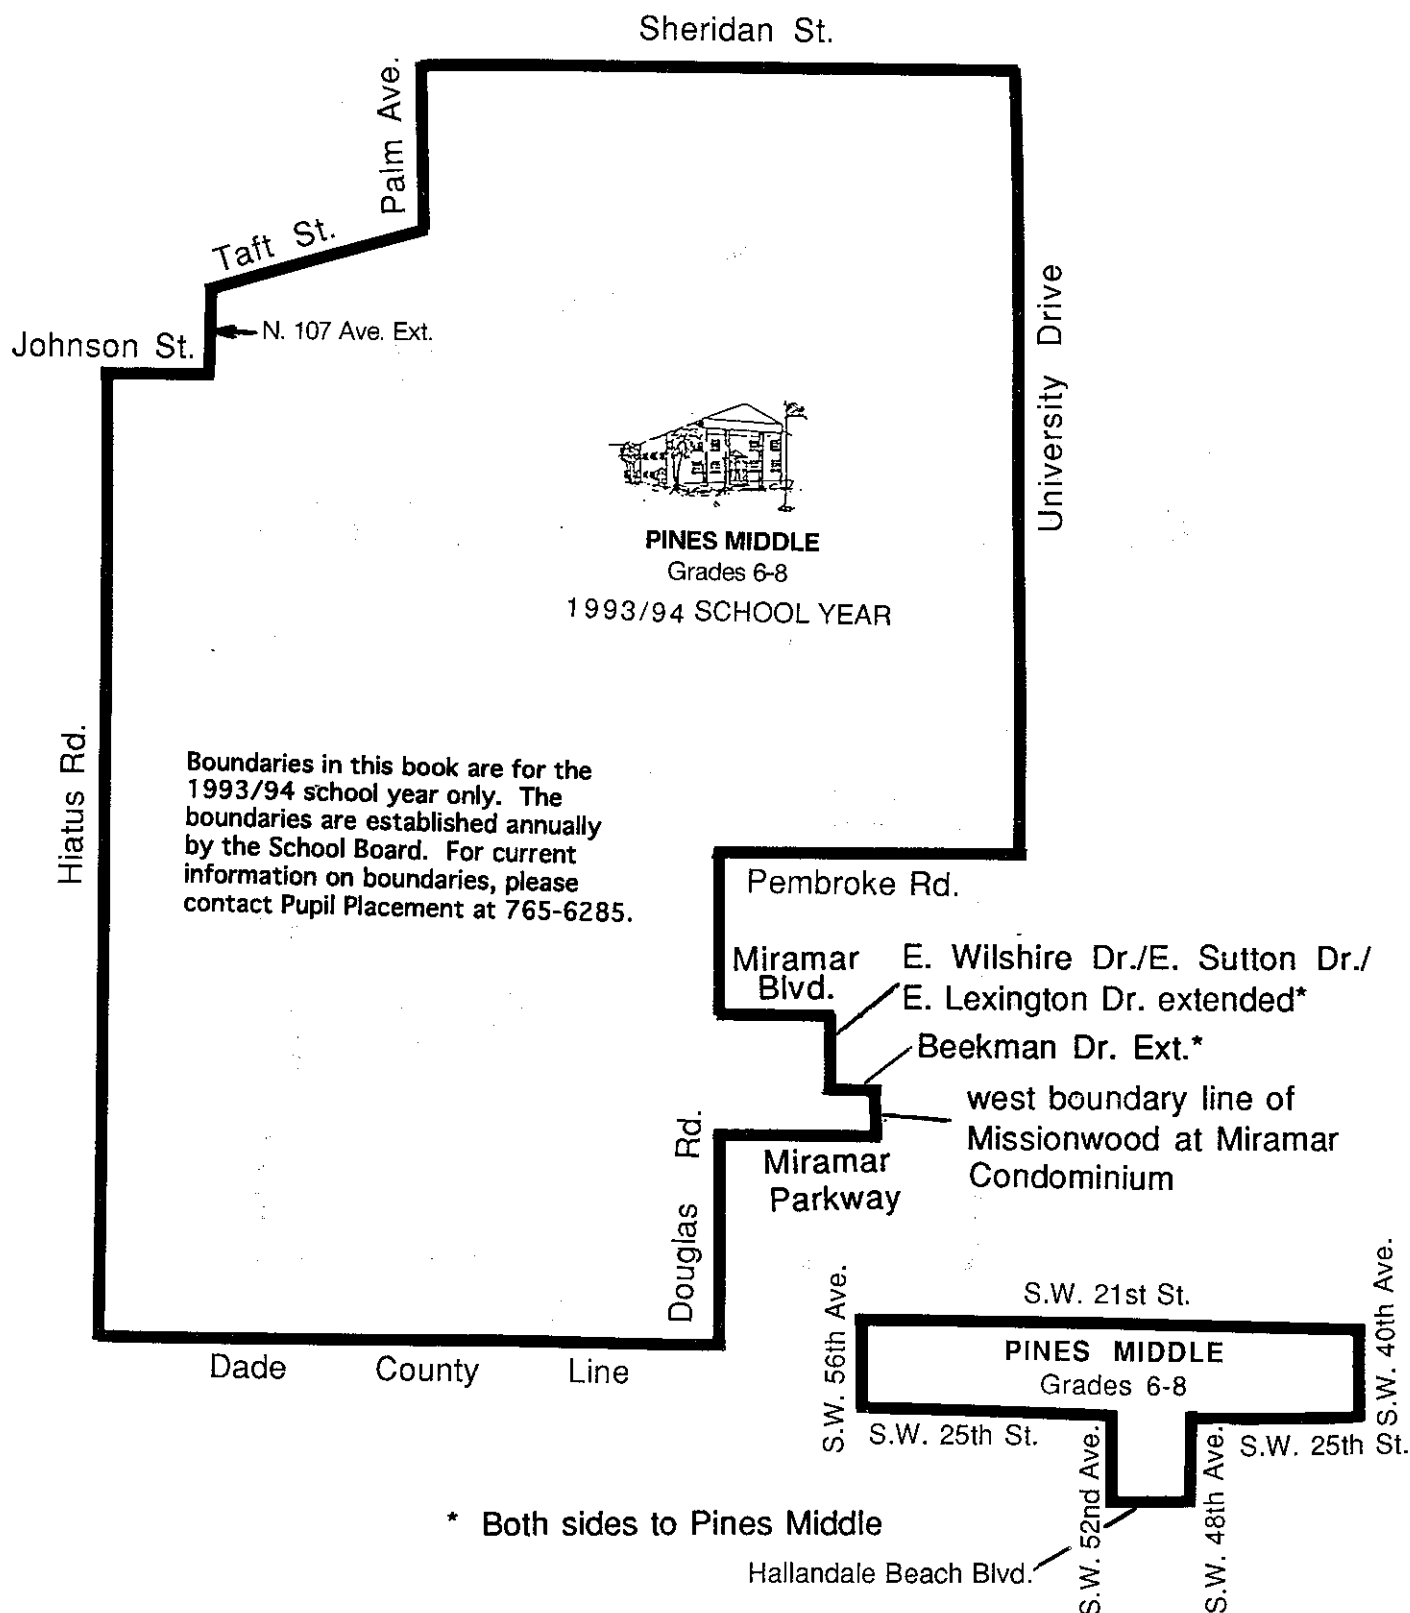 Sheridan St.
Palm Ave.
Taft St.
N. 107 Ave. Ext.
Johnson St.
University Drive
PINES MIDDLE
Grades 6-8
1993/94 SCHOOL YEAR
Hiatus Rd.
Boundaries in this book are for the
1993/94 school year only. The
boundaries are established annually
by the School Board. For current
information on boundaries, please
contact Pupil Placement at 765-6285.
Pembroke Rd.
Miramar
Blvd.
E. Wilshire Dr./E. Sutton Dr./
E. Lexington Dr. extended*
Beekman Dr. Ext.*
west boundary line of
Missionwood at Miramar
Condominium
Miramar
Parkway
Douglas Rd.
Dade County Line
S.W. 56th Ave.
S.W. 21st St.
S.W. 40th Ave.
PINES MIDDLE
Grades 6-8
S.W. 25th St.
S.W. 52nd Ave.
S.W. 48th Ave.
S.W. 25th St.
* Both sides to Pines Middle
Hallandale Beach Blvd.